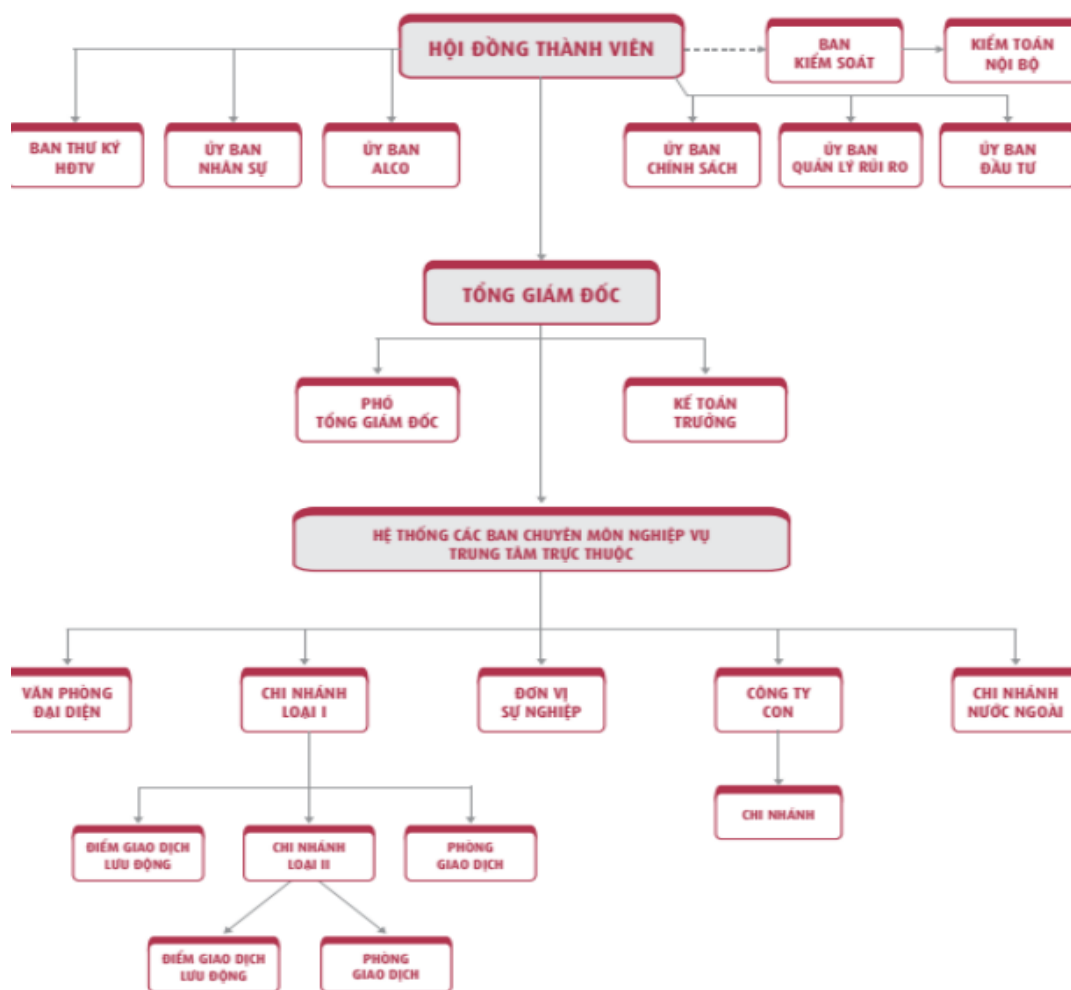 HỘI ĐỒNG THÀNH VIÊN
BAN
KIỂM SOÁT
KIỂM TOÁN
NỘI BỘ
BAN THƯ KÝ
HĐTV
ỦY BAN
NHÂN SỰ
ỦY BAN
ALCO
ỦY BAN
CHÍNH SÁCH
ỦY BAN
QUẢN LÝ RỦI RO
ỦY BAN
ĐẦU TƯ
TỔNG GIÁM ĐỐC
PHÓ
TỔNG GIÁM ĐỐC
KẾ TOÁN
TRƯỞNG
HỆ THỐNG CÁC BAN CHUYÊN MÔN NGHIỆP VỤ
TRUNG TÂM TRỰC THUỘC
VĂN PHÒNG
ĐẠI DIỆN
CHI NHÁNH
LOẠI I
ĐƠN VỊ
SỰ NGHIỆP
CÔNG TY
CON
CHI NHÁNH
NƯỚC NGOÀI
CHI NHÁNH
ĐIỂM GIAO DỊCH
LƯU ĐỘNG
CHI NHÁNH
LOẠI II
PHÒNG
GIAO DỊCH
ĐIỂM GIAO DỊCH
LƯU ĐỘNG
PHÒNG
GIAO DỊCH